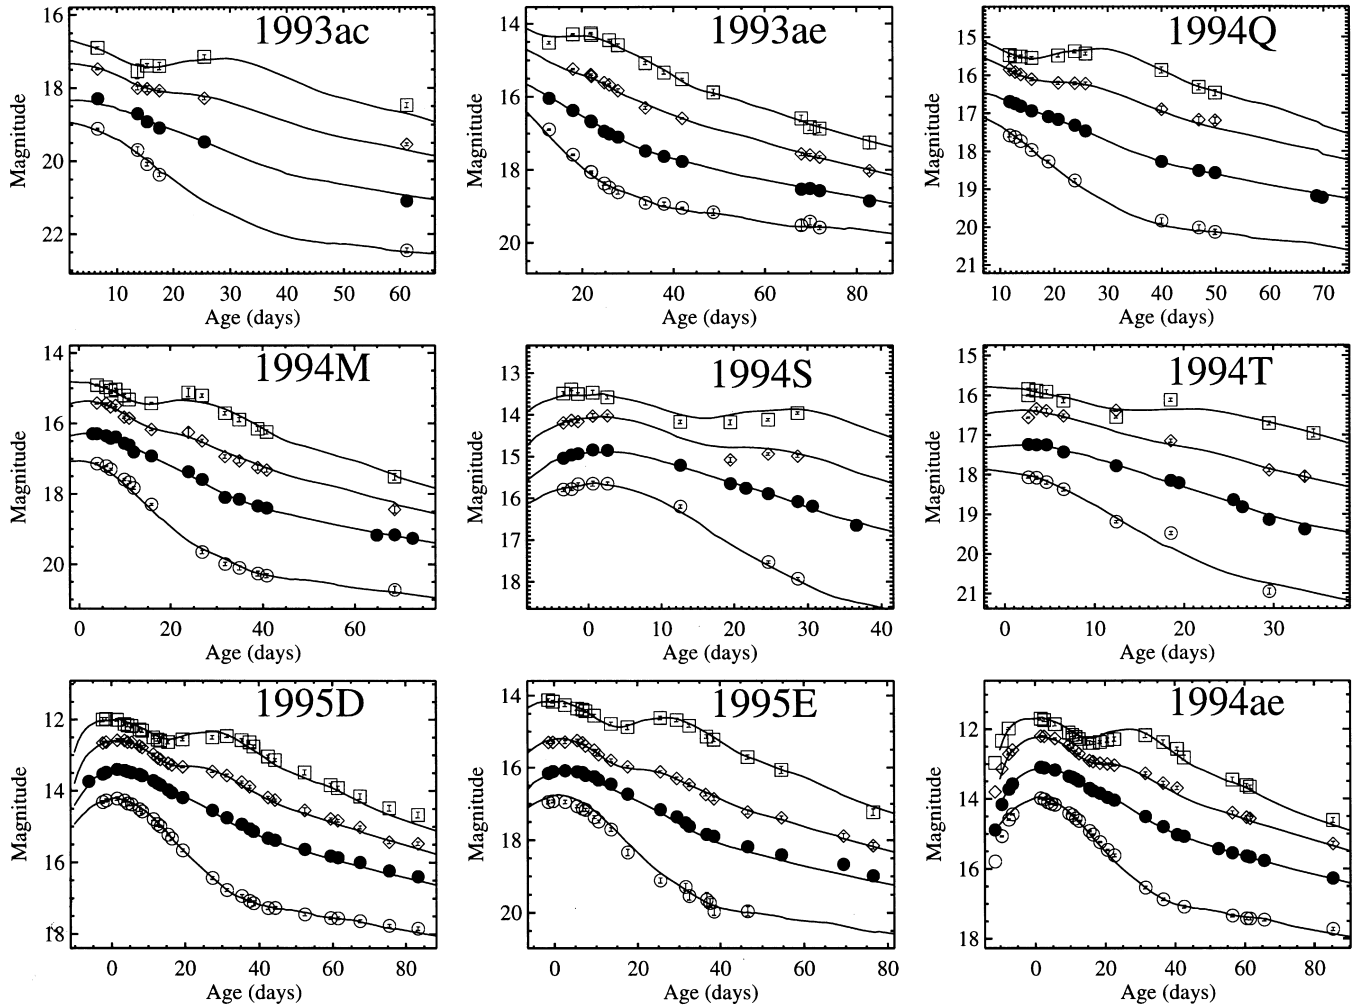 1993ac
16
18
20
22
Magnitude
10 20 30 40 50 60
Age (days)
1993ae
14
16
18
20
Magnitude
20 40 60 80
Age (days)
1994Q
15
16
17
18
19
20
21
Magnitude
10 20 30 40 50 60 70
Age (days)
1994M
14
16
18
20
Magnitude
0 20 40 60
Age (days)
1994S
13
14
15
16
17
18
Magnitude
0 10 20 30 40
Age (days)
1994T
15
16
17
18
19
20
21
Magnitude
0 10 20 30
Age (days)
1995D
12
14
16
18
Magnitude
0 20 40 60 80
Age (days)
1995E
14
16
18
20
Magnitude
0 20 40 60 80
Age (days)
1994ae
12
14
16
18
Magnitude
0 20 40 60 80
Age (days)